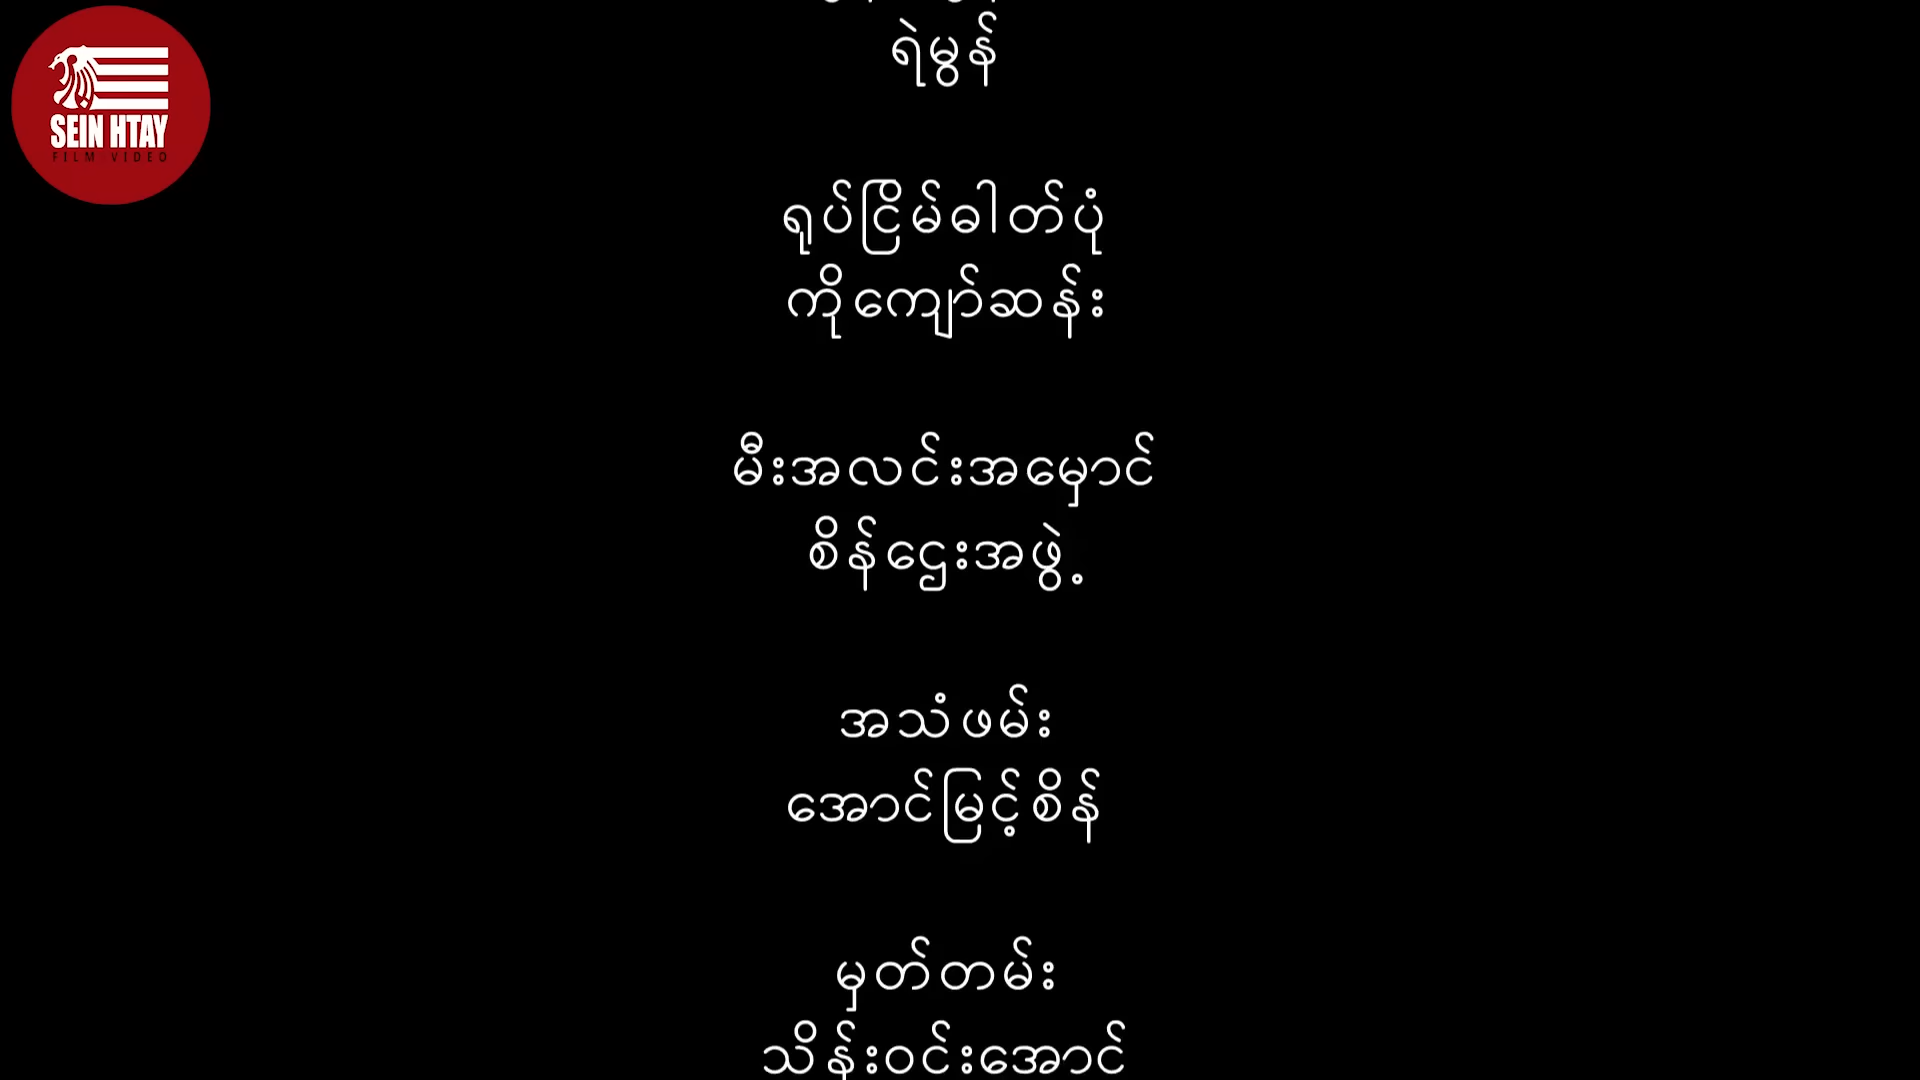 SEIN HTAY
FILM VIDEO
ရဲမွန်
ရုပ်ငြိမ်ဓါတ်ပုံ
ကိုကျော်ဆန်း
မီးအလင်းအမှောင်
စိန်ဌေးအဖွဲ့
အသံဖမ်း
အောင်မြင့်စိန်
မှတ်တမ်း
သိန်းဝင်းအောင်